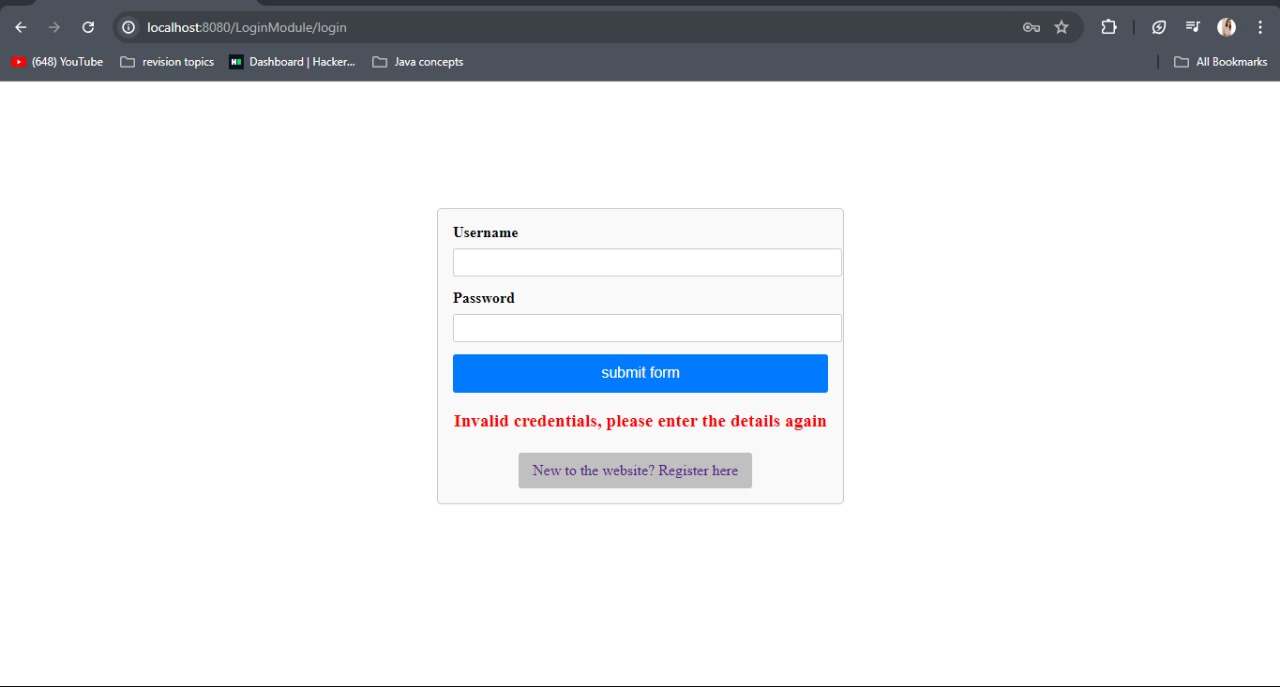 localhost:8080/LoginModule/login
(648) YouTube revision topics Dashboard | Hacker... Java concepts All Bookmarks
Username
Password
submit form
Invalid credentials, please enter the details again
New to the website? Register here